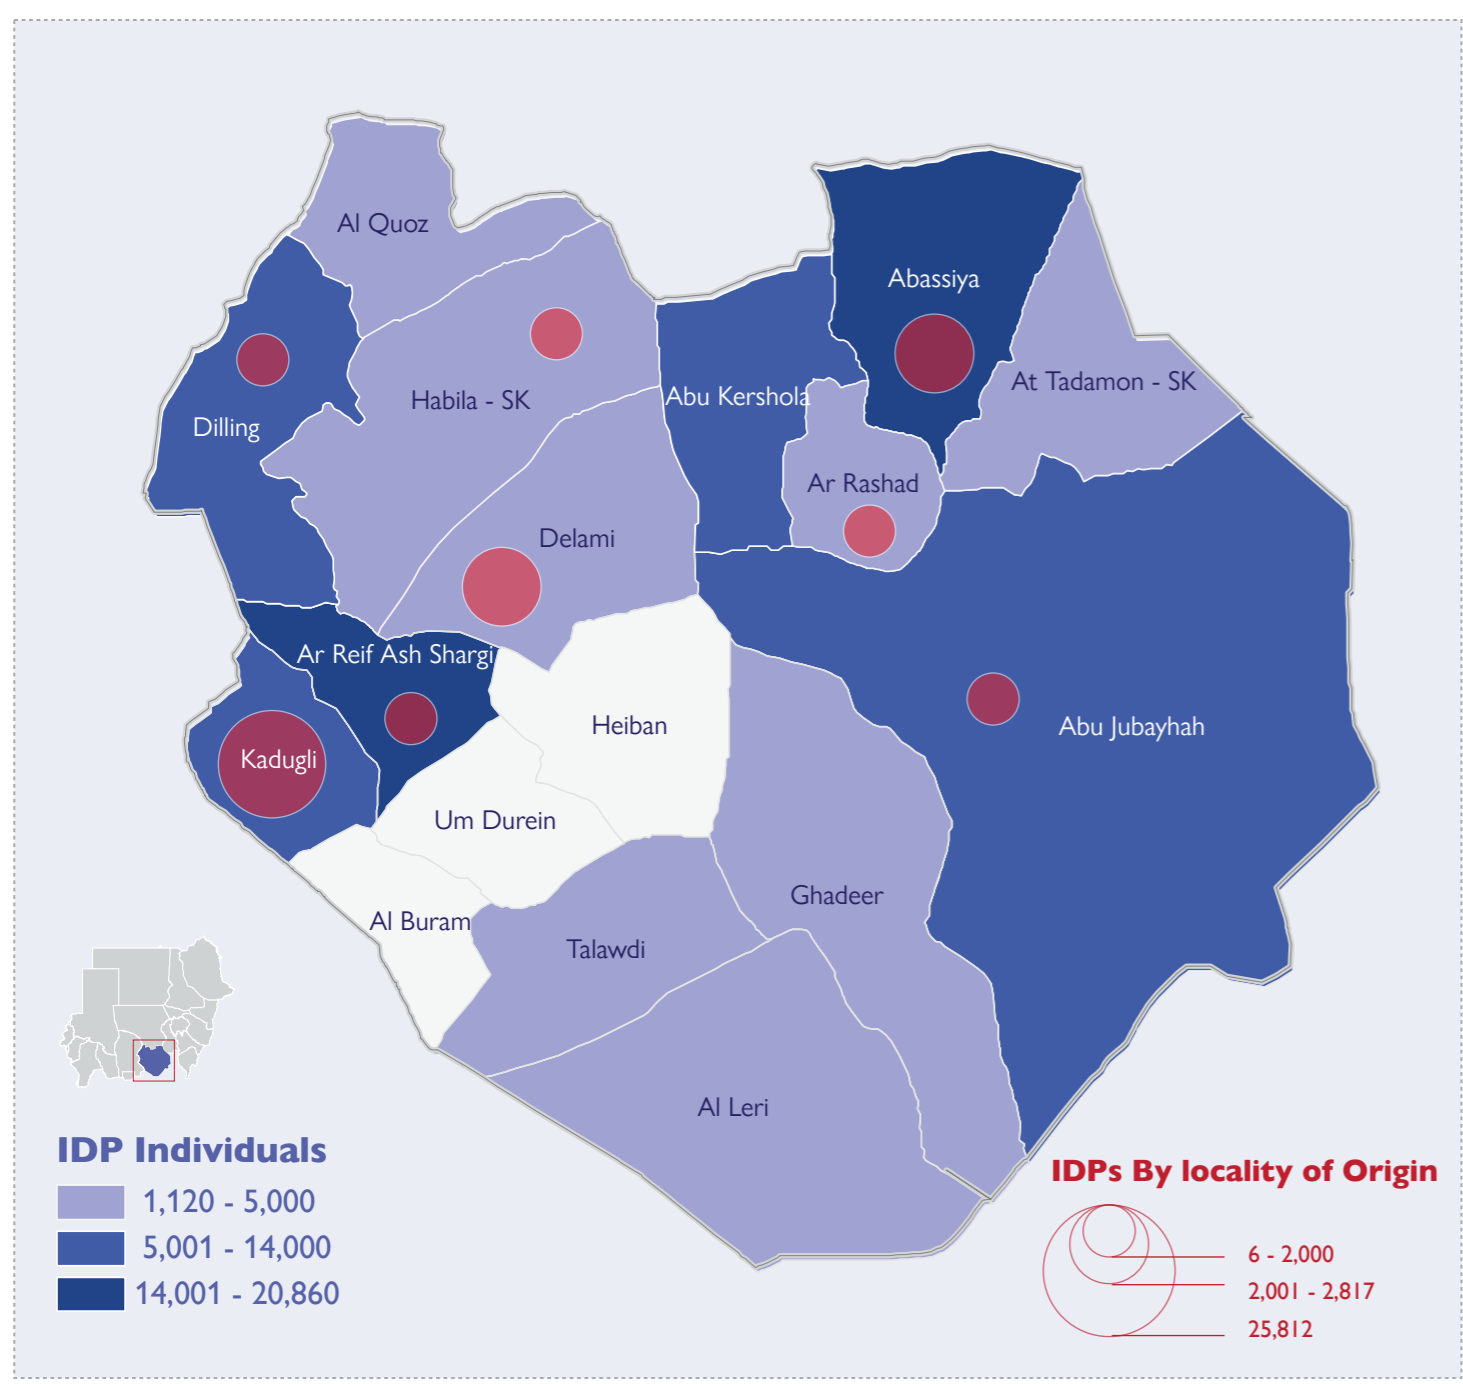 Al Quoz
Abassiya
At Tadamon - SK
Abu Kershola
Habila - SK
Dilling
Ar Rashad
Delami
Ar Reif Ash Shargi
Heiban
Abu Jubayhah
Kadugli
Um Durein
Ghadeer
Al Buram
Talawdi
Al Leri
IDP Individuals
1,120 - 5,000
5,001 - 14,000
14,001 - 20,860
IDPs By locality of Origin
6 - 2,000
2,001 - 2,817
25,812